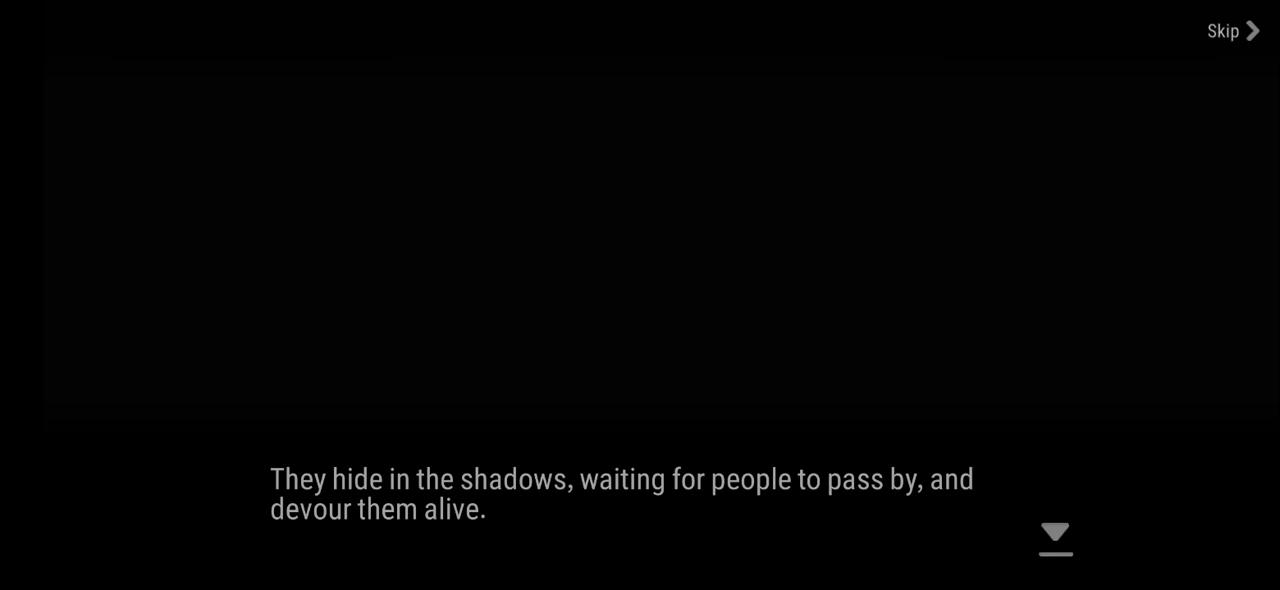 Skip
They hide in the shadows, waiting for people to pass by, and
devour them alive.